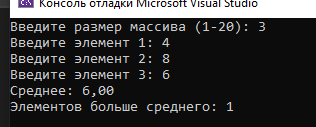 Консоль отладки Microsoft Visual Studio
Введите размер массива (1-20): 3
Введите элемент 1: 4
Введите элемент 2: 8
Введите элемент 3: 6
Среднее: 6,00
Элементов больше среднего: 1